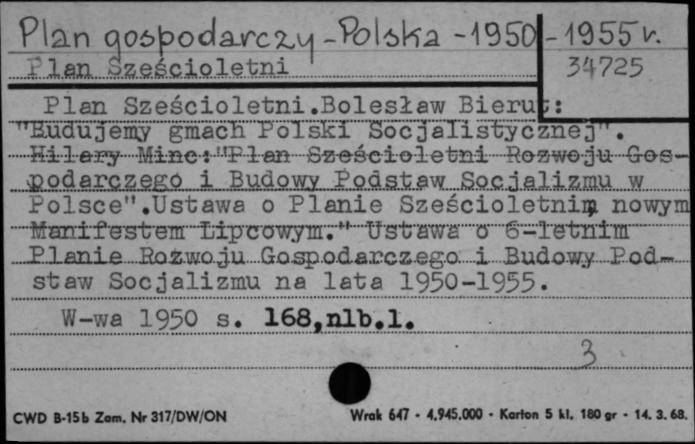 Plan gospodarczy - Polska - 1950 - 1955 r.
Plan Sześcioletni
34725
Plan Sześcioletni.Bolesław Bierut:
"Budujemy gmach Polski Socjalistycznej".
Hilary Minc:"Plan Sześcioletni Rozwoju Gos-
podarczego i Budowy Podstaw Socjalizmu w
Polsce".Ustawa o Planie Sześcioletnim nowym
Manifestem Lipcowym." Ustawa o 6-letnim
Planie Rozwoju Gospodarczego i Budowy Pod-
staw Socjalizmu na lata 1950-1955.
W-wa 1950 s. 168,nlb.1.
3
CWD B-15b Zam. Nr 317/DW/ON Wrak 647 - 4.945.000 - Karton 5 kl. 180 gr - 14. 3. 68.